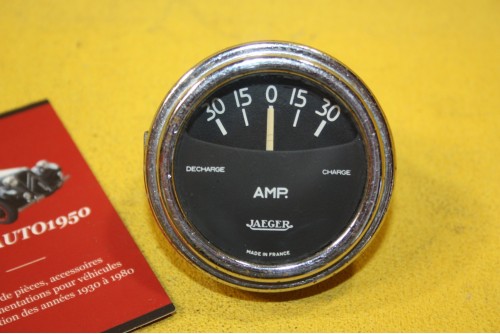 30 15 0 15 30
DECHARGE CHARGE
AMP.
JAEGER
MADE IN FRANCE
AUTO1950
de pièces, accessoires
mentations pour véhicules
tion des années 1930 à 1980